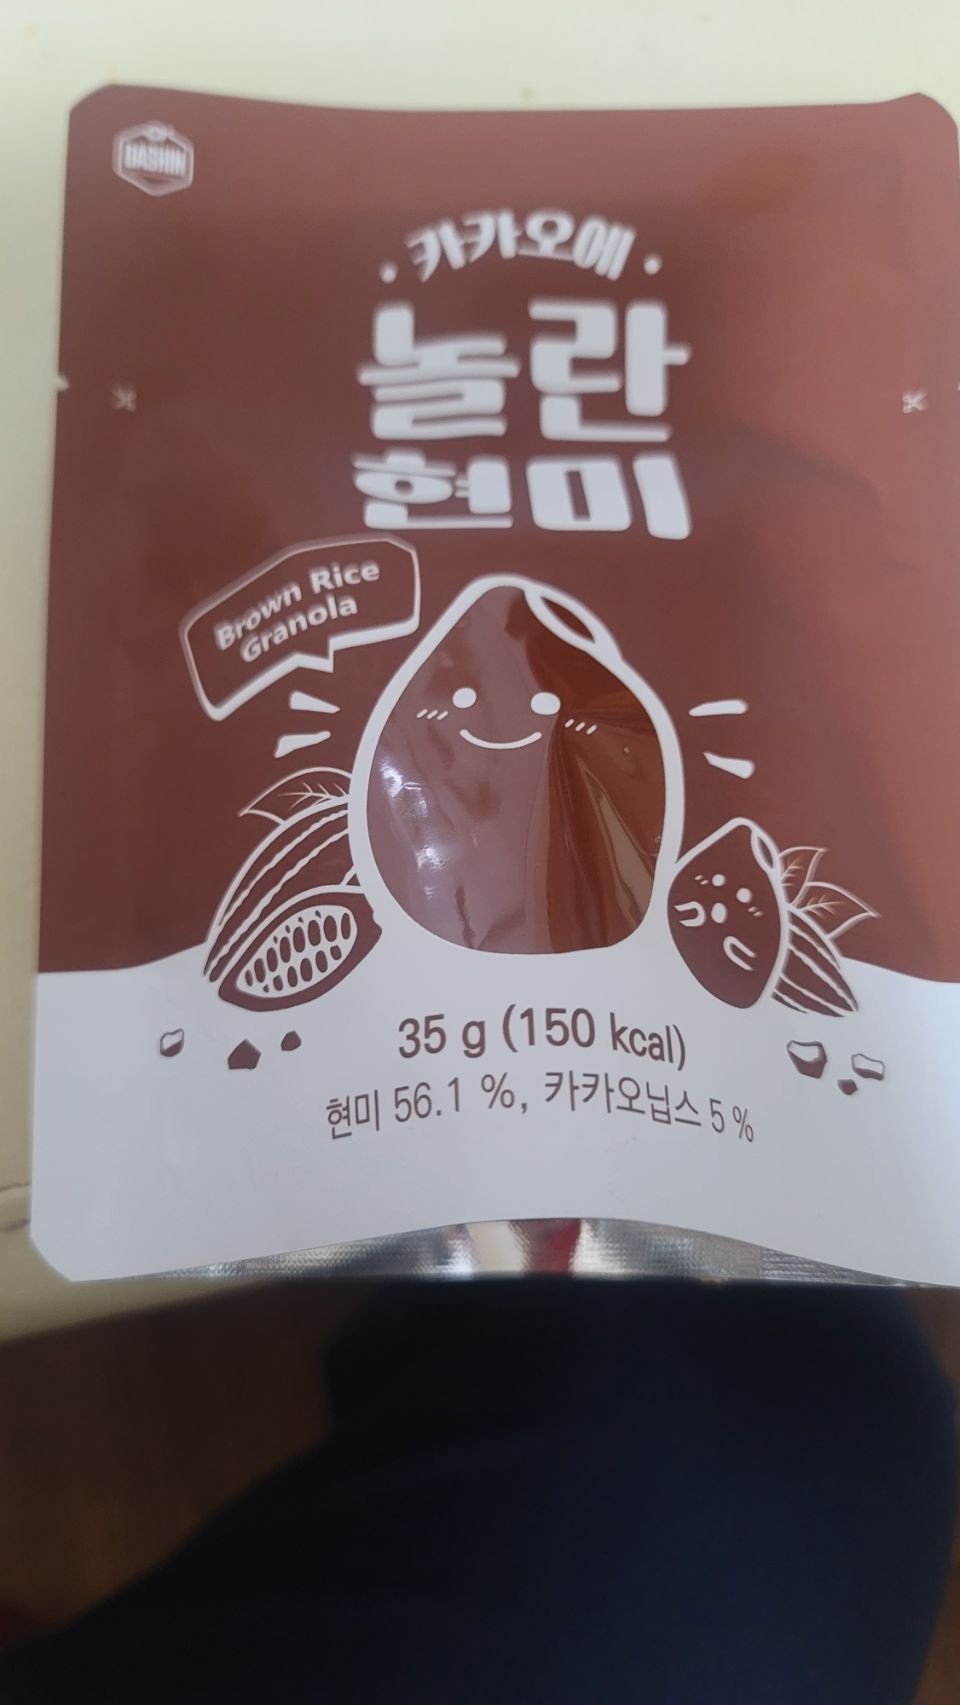 DASHIN
카카오에
놀란
현미
Brown Rice
Granola
35 g (150 kcal)
현미 56.1 %, 카카오닙스 5 %